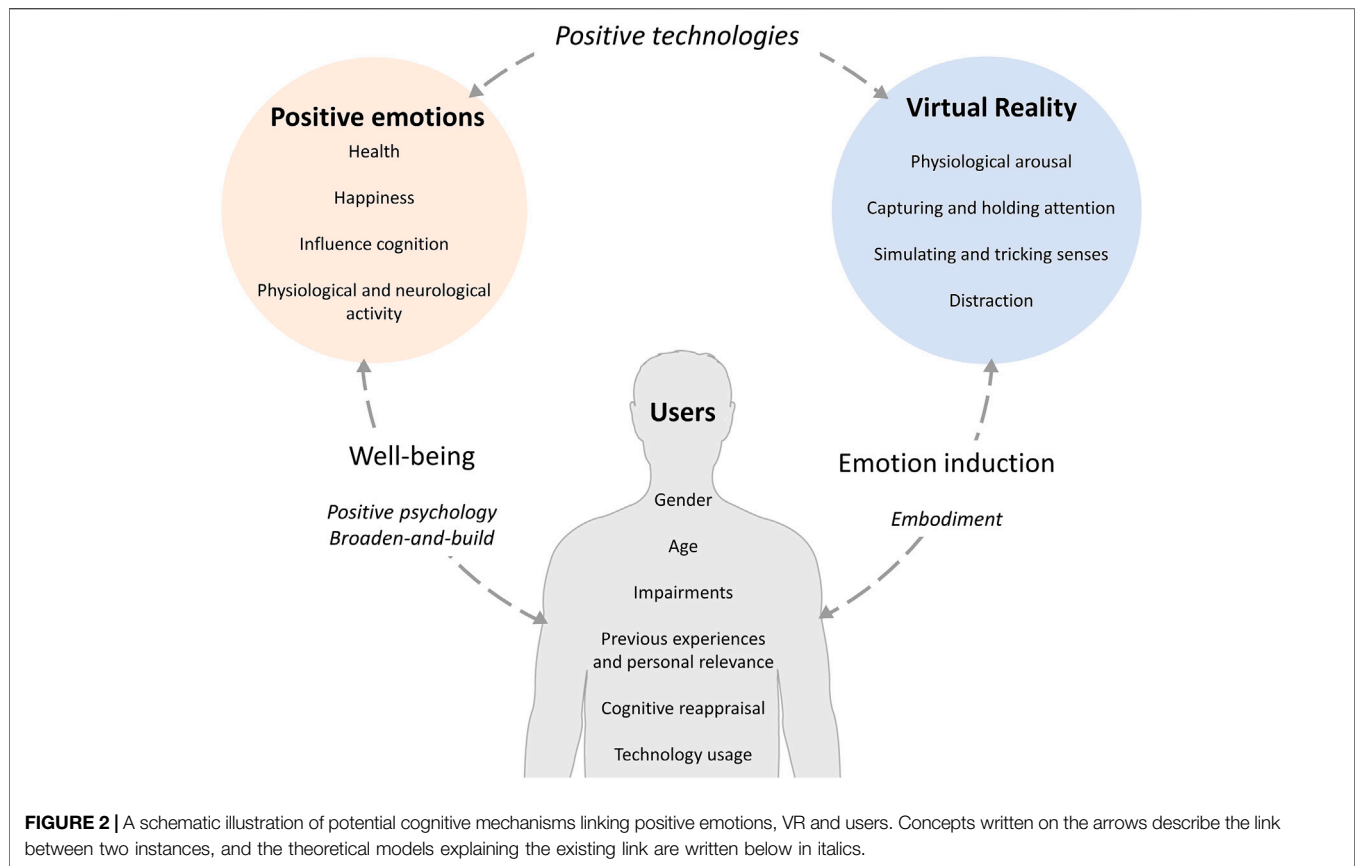 Positive technologies
Positive emotions
Health
Happiness
Influence cognition
Physiological and neurological
activity
Virtual Reality
Physiological arousal
Capturing and holding attention
Simulating and tricking senses
Distraction
Well-being
Positive psychology
Broaden-and-build
Users
Gender
Age
Impairments
Previous experiences
and personal relevance
Cognitive reappraisal
Technology usage
Emotion induction
Embodiment
FIGURE 2 | A schematic illustration of potential cognitive mechanisms linking positive emotions, VR and users. Concepts written on the arrows describe the link
between two instances, and the theoretical models explaining the existing link are written below in italics.